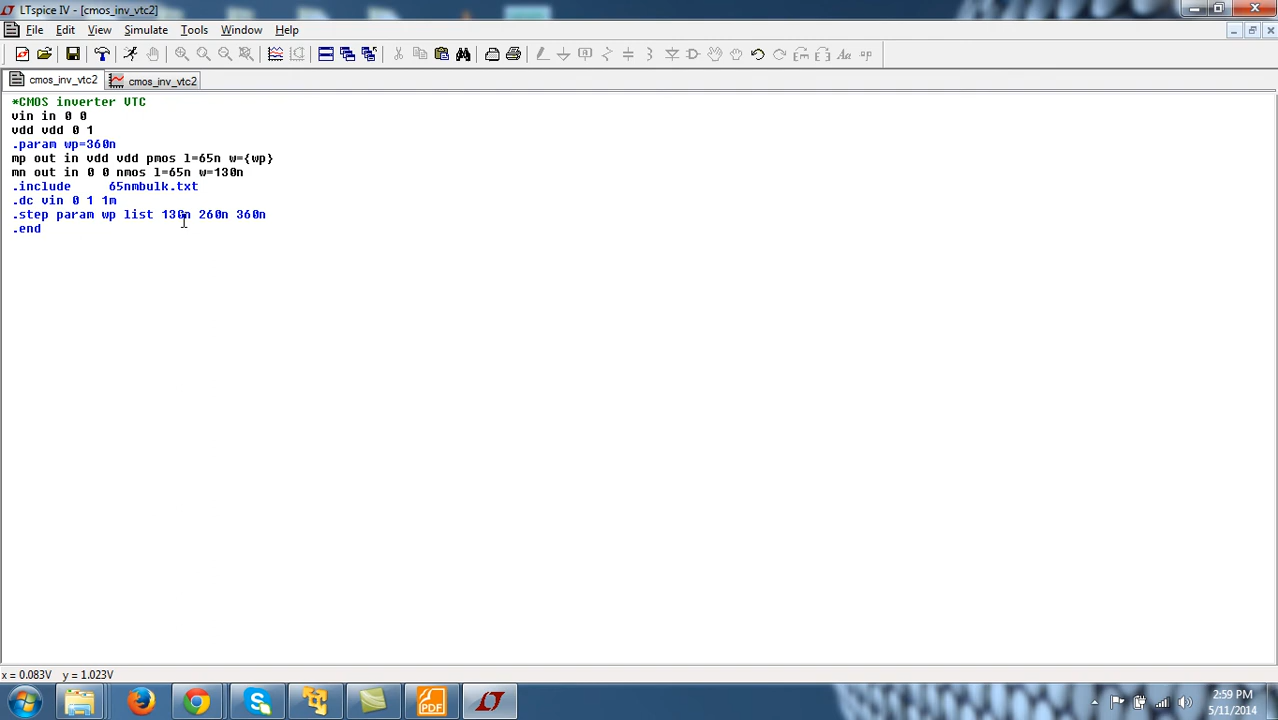 LTspice IV - [cmos_inv_vtc2]
File Edit View Simulate Tools Window Help
cmos_inv_vtc2 cmos_inv_vtc2
*CMOS inverter VTC
vin in 0 0
vdd vdd 0 1
.param wp=360n
mp out in vdd vdd pmos l=65n w={wp}
mn out in 0 0 nmos l=65n w=130n
.include 65nmbulk.txt
.dc vin 0 1 1m
.step param wp list 130n 260n 360n
.end
x = 0.083V y = 1.023V
PDF
2:59 PM
5/11/2014